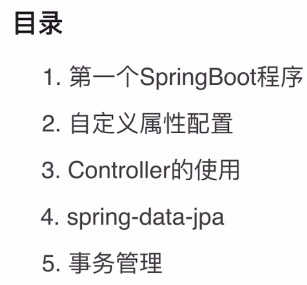 目录
1. 第一个SpringBoot程序
2. 自定义属性配置
3. Controller的使用
4. spring-data-jpa
5. 事务管理